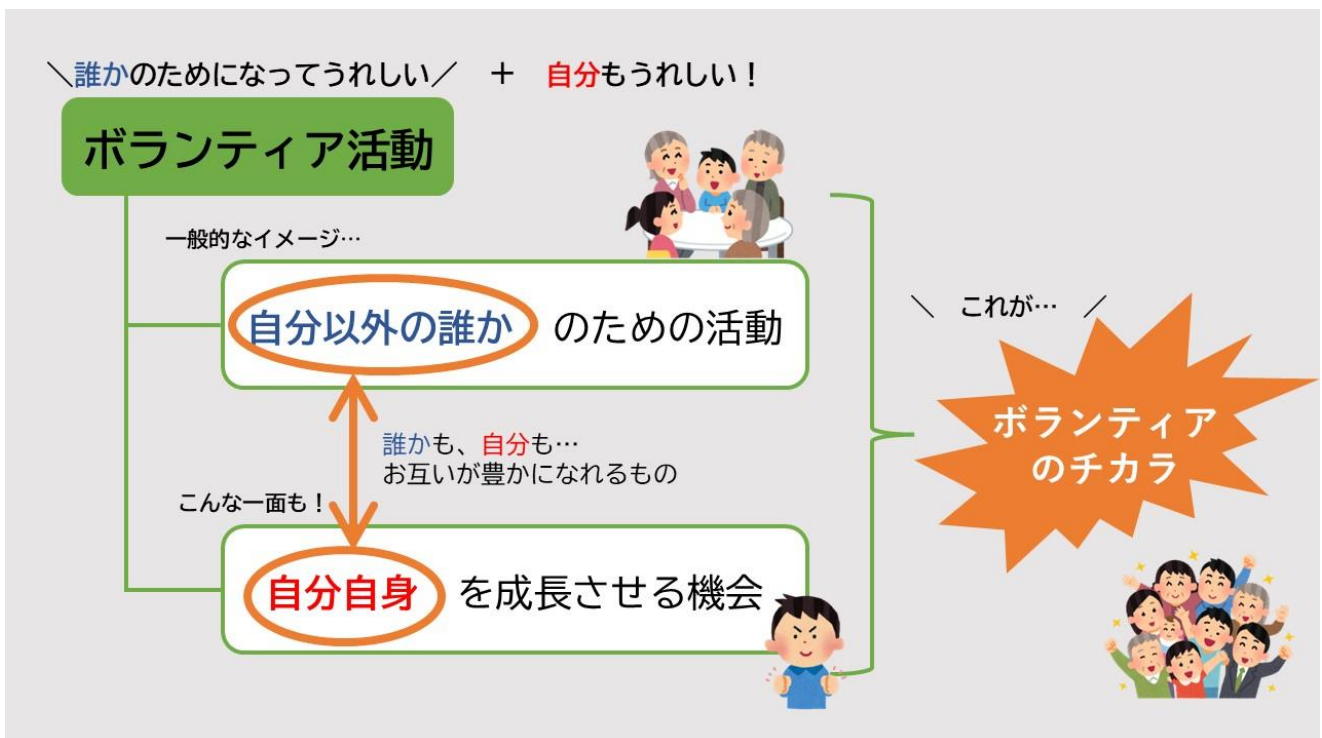 ＼誰かのためになってうれしい／　＋　自分もうれしい！
ボランティア活動
一般的なイメージ…
自分以外の誰か のための活動
誰かも、自分も…
お互いが豊かになれるもの
こんな一面も！
自分自身 を成長させる機会
＼　これが…　／
ボランティア
のチカラ